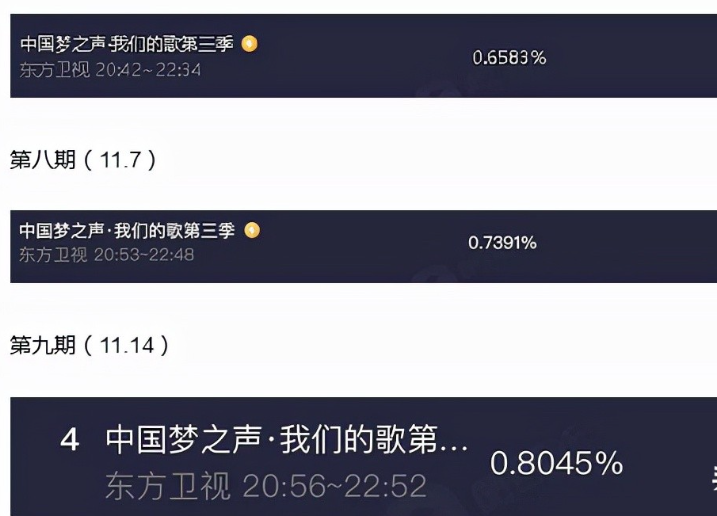 中国梦之声·我们的歌第三季
东方卫视 20:42~22:34
0.6583%
第八期（11.7）
中国梦之声·我们的歌第三季
东方卫视 20:53~22:48
0.7391%
第九期（11.14）
4 中国梦之声·我们的歌第...
东方卫视 20:56~22:52
0.8045%